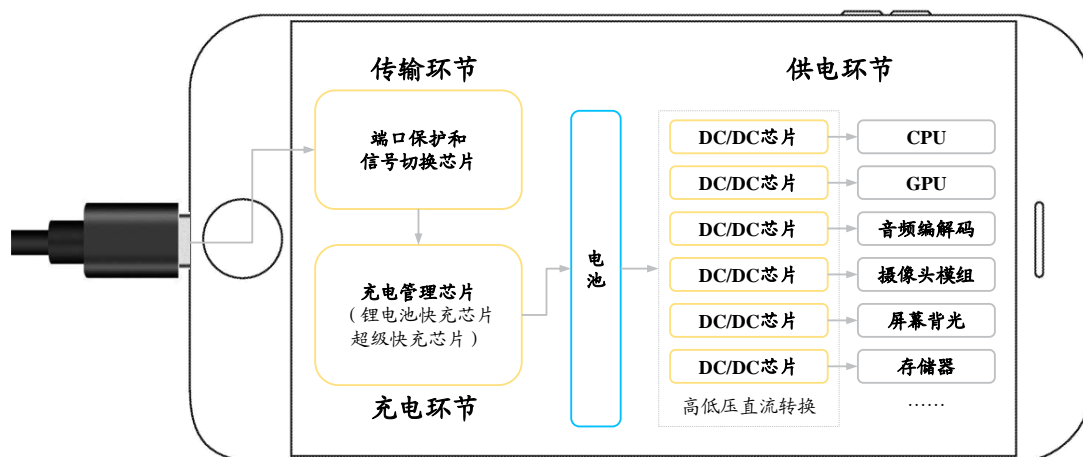 传输环节
端口保护和
信号切换芯片
充电管理芯片
（锂电池快充芯片
超级快充芯片）
充电环节
电
池
供电环节
DC/DC芯片
CPU
DC/DC芯片
GPU
DC/DC芯片
音频编解码
DC/DC芯片
摄像头模组
DC/DC芯片
屏幕背光
DC/DC芯片
存储器
高低压直流转换
……